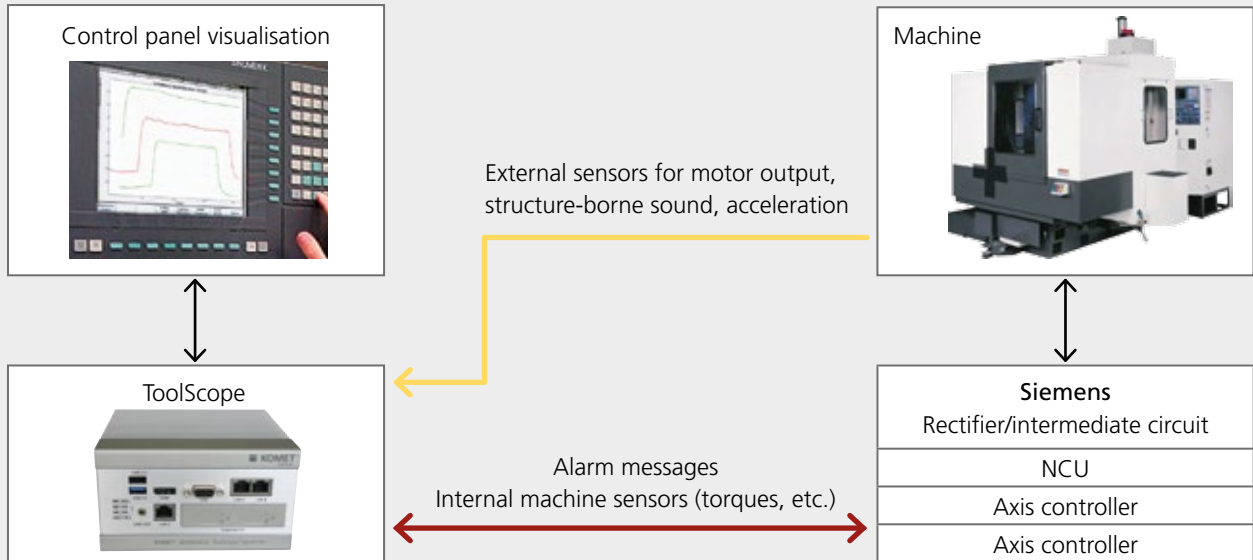 Control panel visualisation
Machine
External sensors for motor output,
structure-borne sound, acceleration
ToolScope
KOMET
Alarm messages
Internal machine sensors (torques, etc.)
Siemens
Rectifier/intermediate circuit
NCU
Axis controller
Axis controller